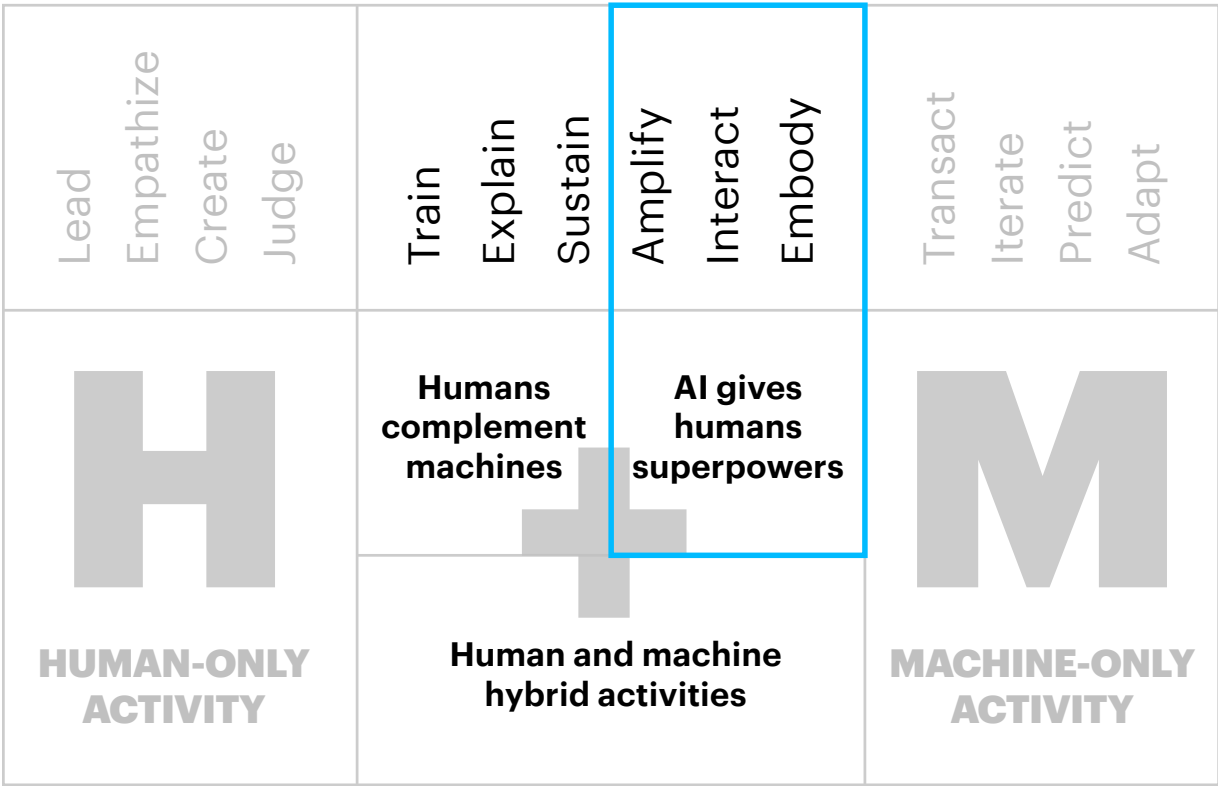 Lead
Empathize
Create
Judge
Train
Explain
Sustain
Amplify
Interact
Embody
Transact
Iterate
Predict
Adapt
H
HUMAN-ONLY
ACTIVITY
Humans
complement
machines
AI gives
humans
superpowers
+
Human and machine
hybrid activities
M
MACHINE-ONLY
ACTIVITY